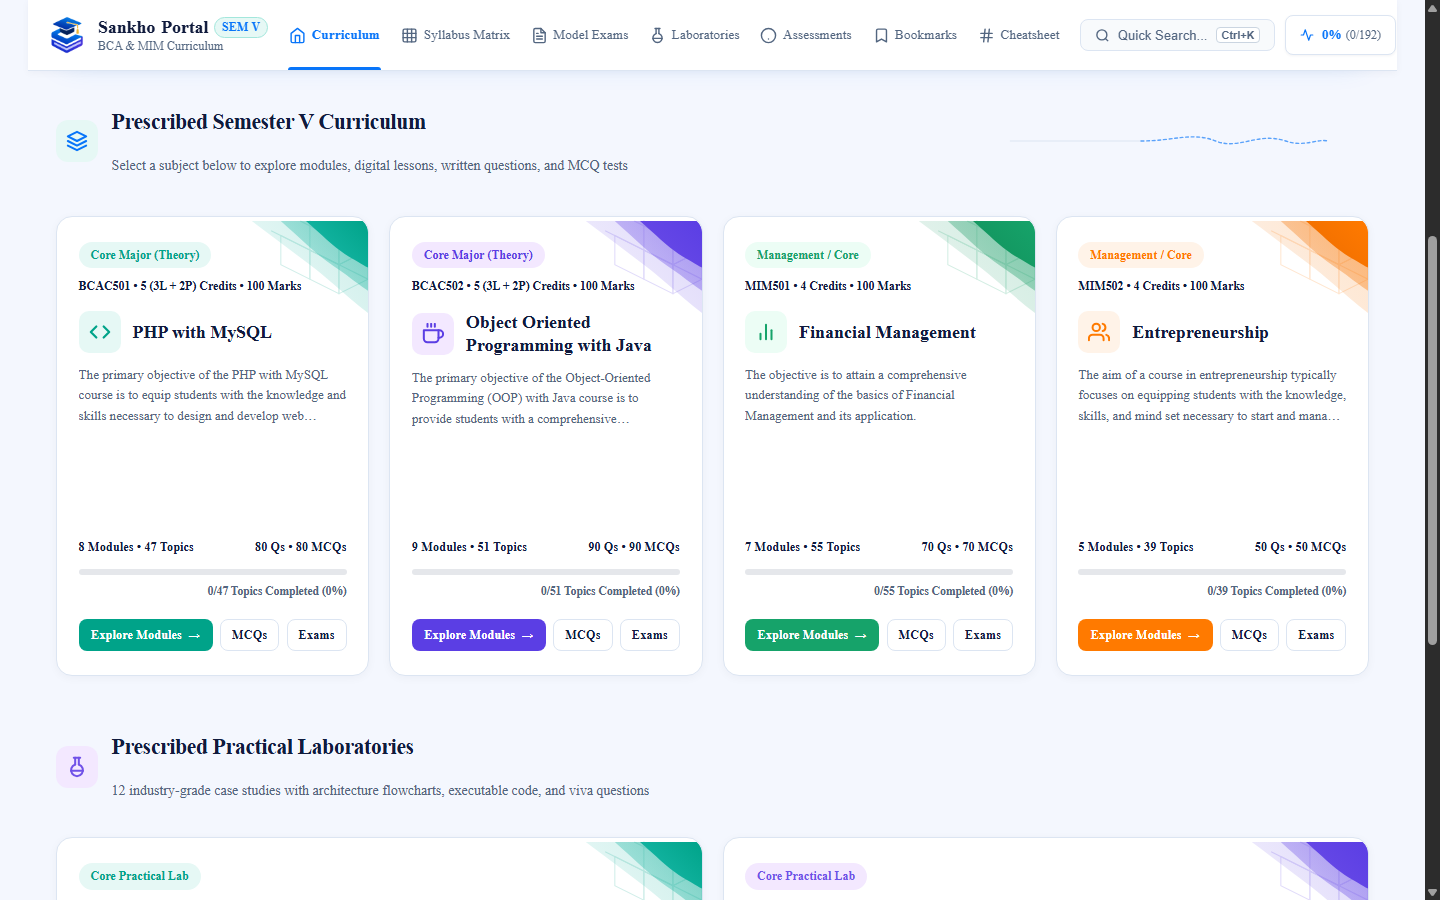 Sankho Portal SEM V
BCA & MIM Curriculum
Curriculum
Syllabus Matrix
Model Exams
Laboratories
Assessments
Bookmarks
Cheatsheet
Quick Search... Ctrl+K
0% (0/192)
Prescribed Semester V Curriculum
Select a subject below to explore modules, digital lessons, written questions, and MCQ tests
Core Major (Theory)
BCAC501 • 5 (3L + 2P) Credits • 100 Marks
PHP with MySQL
The primary objective of the PHP with MySQL
course is to equip students with the knowledge and
skills necessary to design and develop web…
8 Modules • 47 Topics
80 Qs • 80 MCQs
0/47 Topics Completed (0%)
Explore Modules →
MCQs
Exams
Core Major (Theory)
BCAC502 • 5 (3L + 2P) Credits • 100 Marks
Object Oriented
Programming with Java
The primary objective of the Object-Oriented
Programming (OOP) with Java course is to
provide students with a comprehensive…
9 Modules • 51 Topics
90 Qs • 90 MCQs
0/51 Topics Completed (0%)
Explore Modules →
MCQs
Exams
Management / Core
MIM501 • 4 Credits • 100 Marks
Financial Management
The objective is to attain a comprehensive
understanding of the basics of Financial
Management and its application.
7 Modules • 55 Topics
70 Qs • 70 MCQs
0/55 Topics Completed (0%)
Explore Modules →
MCQs
Exams
Management / Core
MIM502 • 4 Credits • 100 Marks
Entrepreneurship
The aim of a course in entrepreneurship typically
focuses on equipping students with the knowledge,
skills, and mind set necessary to start and mana…
5 Modules • 39 Topics
50 Qs • 50 MCQs
0/39 Topics Completed (0%)
Explore Modules →
MCQs
Exams
Prescribed Practical Laboratories
12 industry-grade case studies with architecture flowcharts, executable code, and viva questions
Core Practical Lab
Core Practical Lab